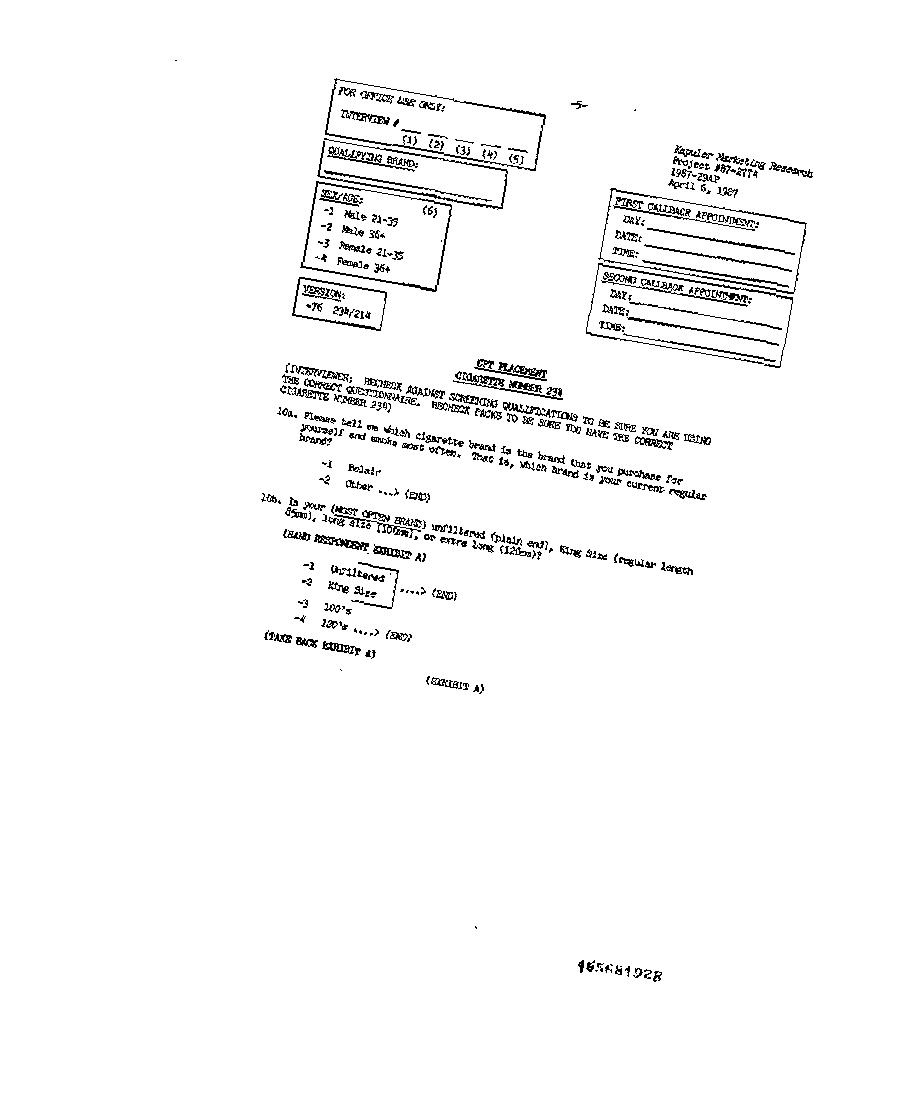 -5-
FOR OFFICE USE ONLY:
INTERVIEW #
(1) (2) (3) (4) (5)
QUALIFYING BRAND:
SEX/AGE: (6)
-1 Male 21-35
-2 Male 36+
-3 Female 21-35
-4 Female 36+
VERSION:
-76 234/214
Kapuler Marketing Research
Project #87-2774
1987-29AP
April 6, 1987
FIRST CALLBACK APPOINTMENT:
DAY:
DATE:
TIME:
SECOND CALLBACK APPOINTMENT:
DAY:
DATE:
TIME:
CPT PLACEMENT
CIGARETTE NUMBER 234
(INTERVIEWER: RECHECK AGAINST SCREENING QUALIFICATIONS TO BE SURE YOU ARE USING
THE CORRECT QUESTIONNAIRE. RECHECK PACKS TO BE SURE YOU HAVE THE CORRECT
CIGARETTE NUMBER 234)
10a. Please tell me which cigarette brand is the brand that you purchase for
yourself and smoke most often. That is, which brand is your current regular
brand?
-1 Belair
-2 Other ...> (END)
10b. Is your (MOST OFTEN BRAND) unfiltered (plain end), King Size (regular length
85mm), long size (100mm), or extra long (120mm)?
(HAND RESPONDENT EXHIBIT A)
-1 Unfiltered
-2 King Size ....> (END)
-3 100's
-4 120's ....> (END)
(TAKE BACK EXHIBIT A)
(EXHIBIT A)